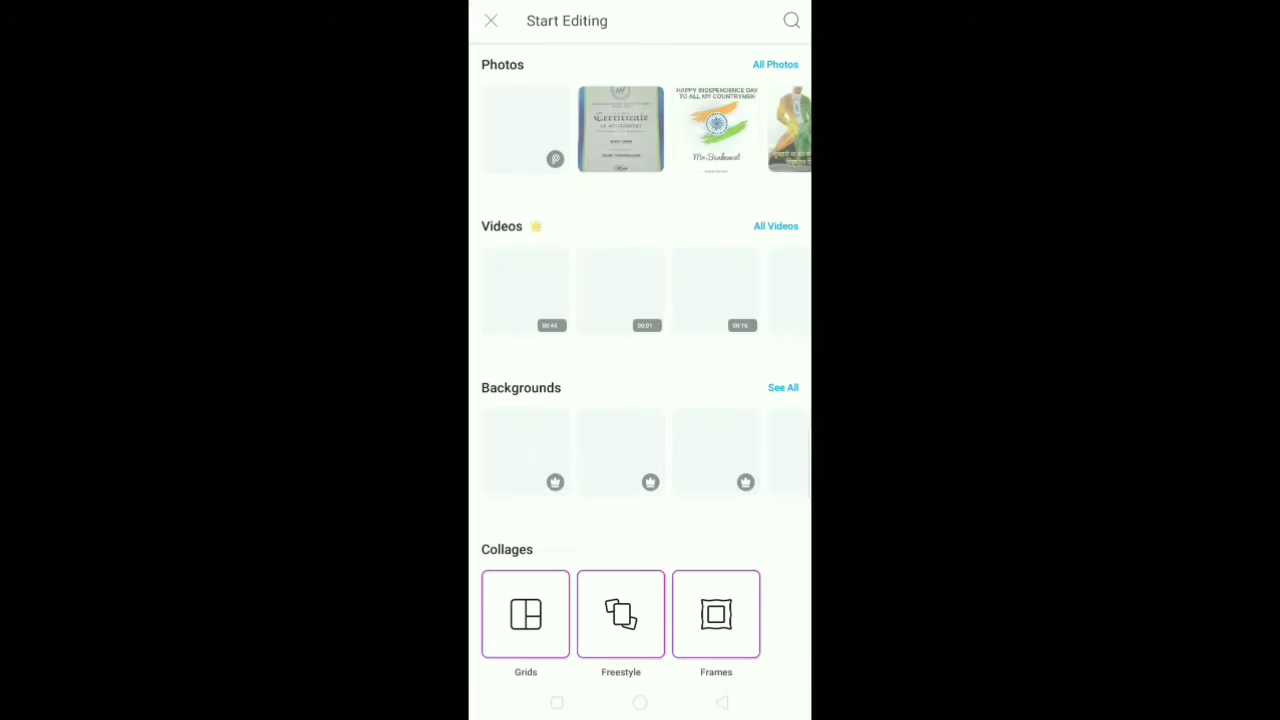 Start Editing
Photos
All Photos
Certificate
HAPPY INDEPENDENCE DAY
TO ALL MY COUNTRYMEN
Videos
All Videos
00:44
00:01
00:16
Backgrounds
See All
Collages
Grids
Freestyle
Frames